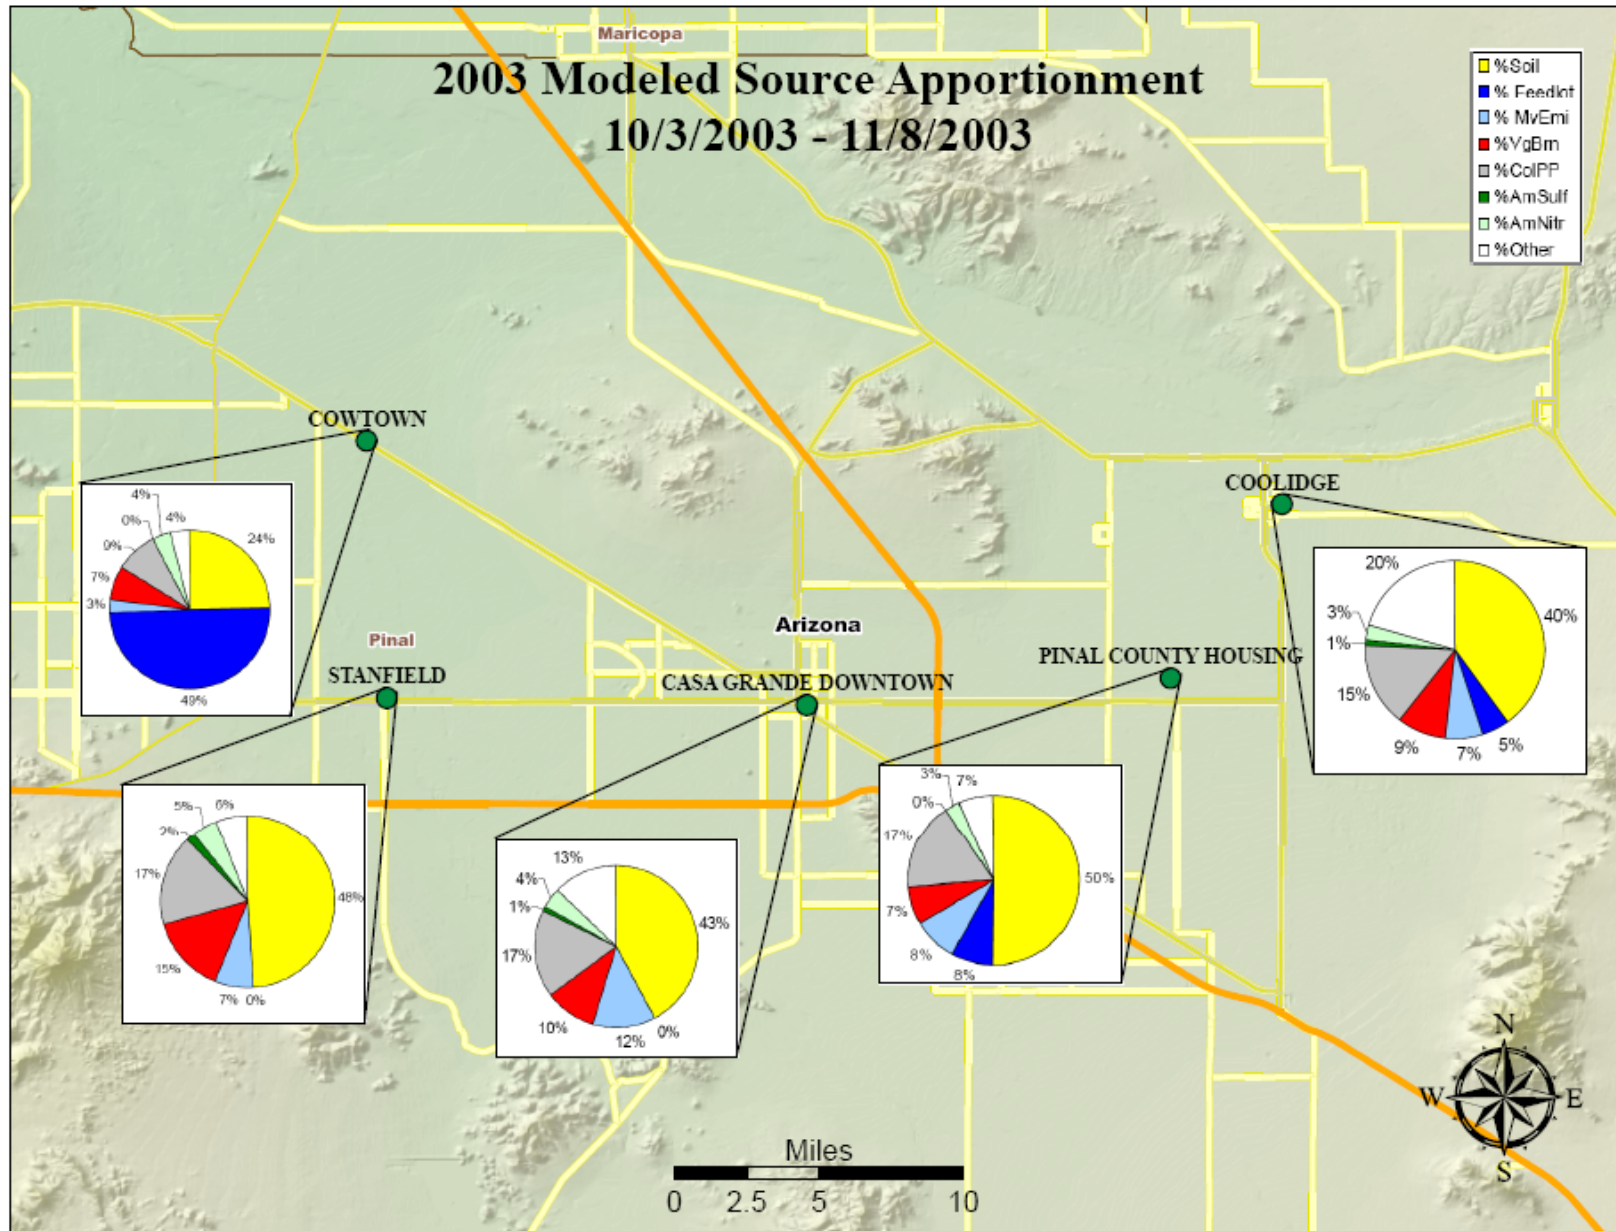 Maricopa
2003 Modeled Source Apportionment
10/3/2003 - 11/8/2003
%Soil
% Feedlot
% MvEmi
%VgBrn
%ColPP
%AmSulf
%AmNitr
%Other
COWTOWN
4%
4%
0%
24%
9%
7%
3%
49%
COOLIDGE
20%
40%
3%
1%
15%
9%
7%
5%
Arizona
Pinal
STANFIELD
5%
6%
2%
17%
48%
15%
7%
0%
CASA GRANDE DOWNTOWN
13%
4%
43%
1%
17%
10%
12%
0%
PINAL COUNTY HOUSING
3%
7%
0%
17%
50%
7%
8%
8%
N
W
E
S
Miles
0
2.5
5
10